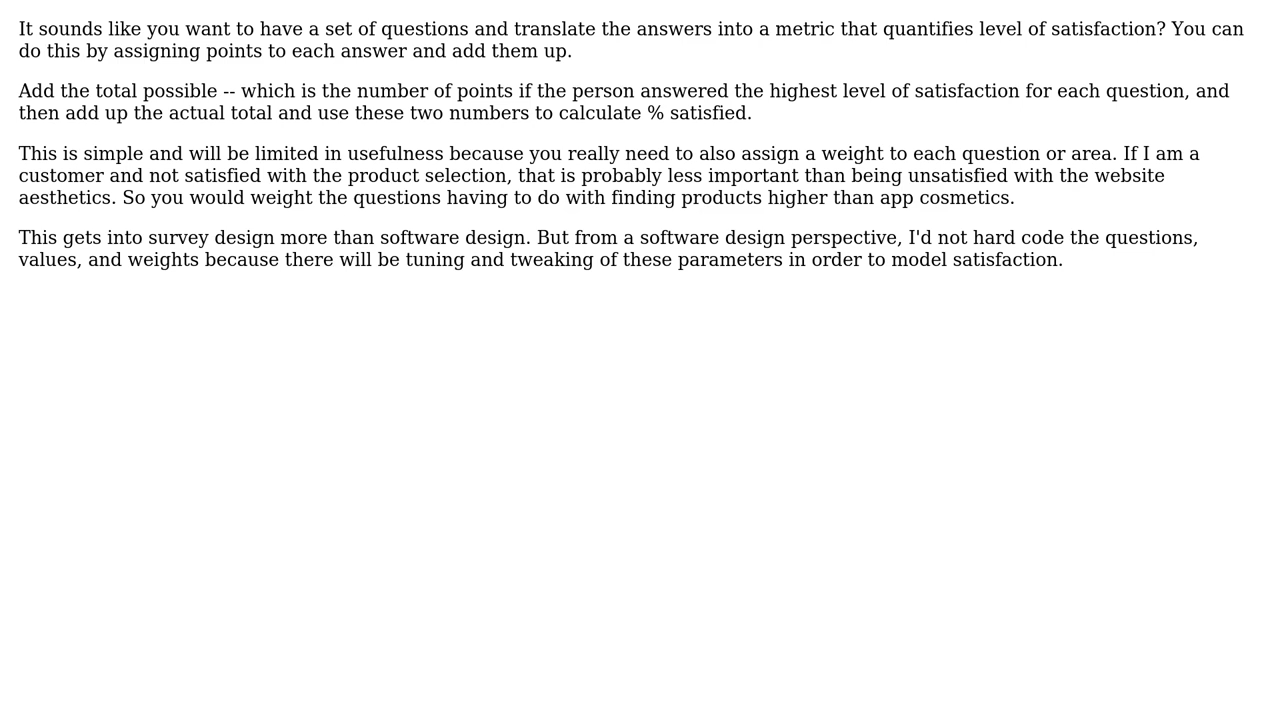 It sounds like you want to have a set of questions and translate the answers into a metric that quantifies level of satisfaction? You can
do this by assigning points to each answer and add them up.
Add the total possible -- which is the number of points if the person answered the highest level of satisfaction for each question, and
then add up the actual total and use these two numbers to calculate % satisfied.
This is simple and will be limited in usefulness because you really need to also assign a weight to each question or area. If I am a
customer and not satisfied with the product selection, that is probably less important than being unsatisfied with the website
aesthetics. So you would weight the questions having to do with finding products higher than app cosmetics.
This gets into survey design more than software design. But from a software design perspective, I'd not hard code the questions,
values, and weights because there will be tuning and tweaking of these parameters in order to model satisfaction.